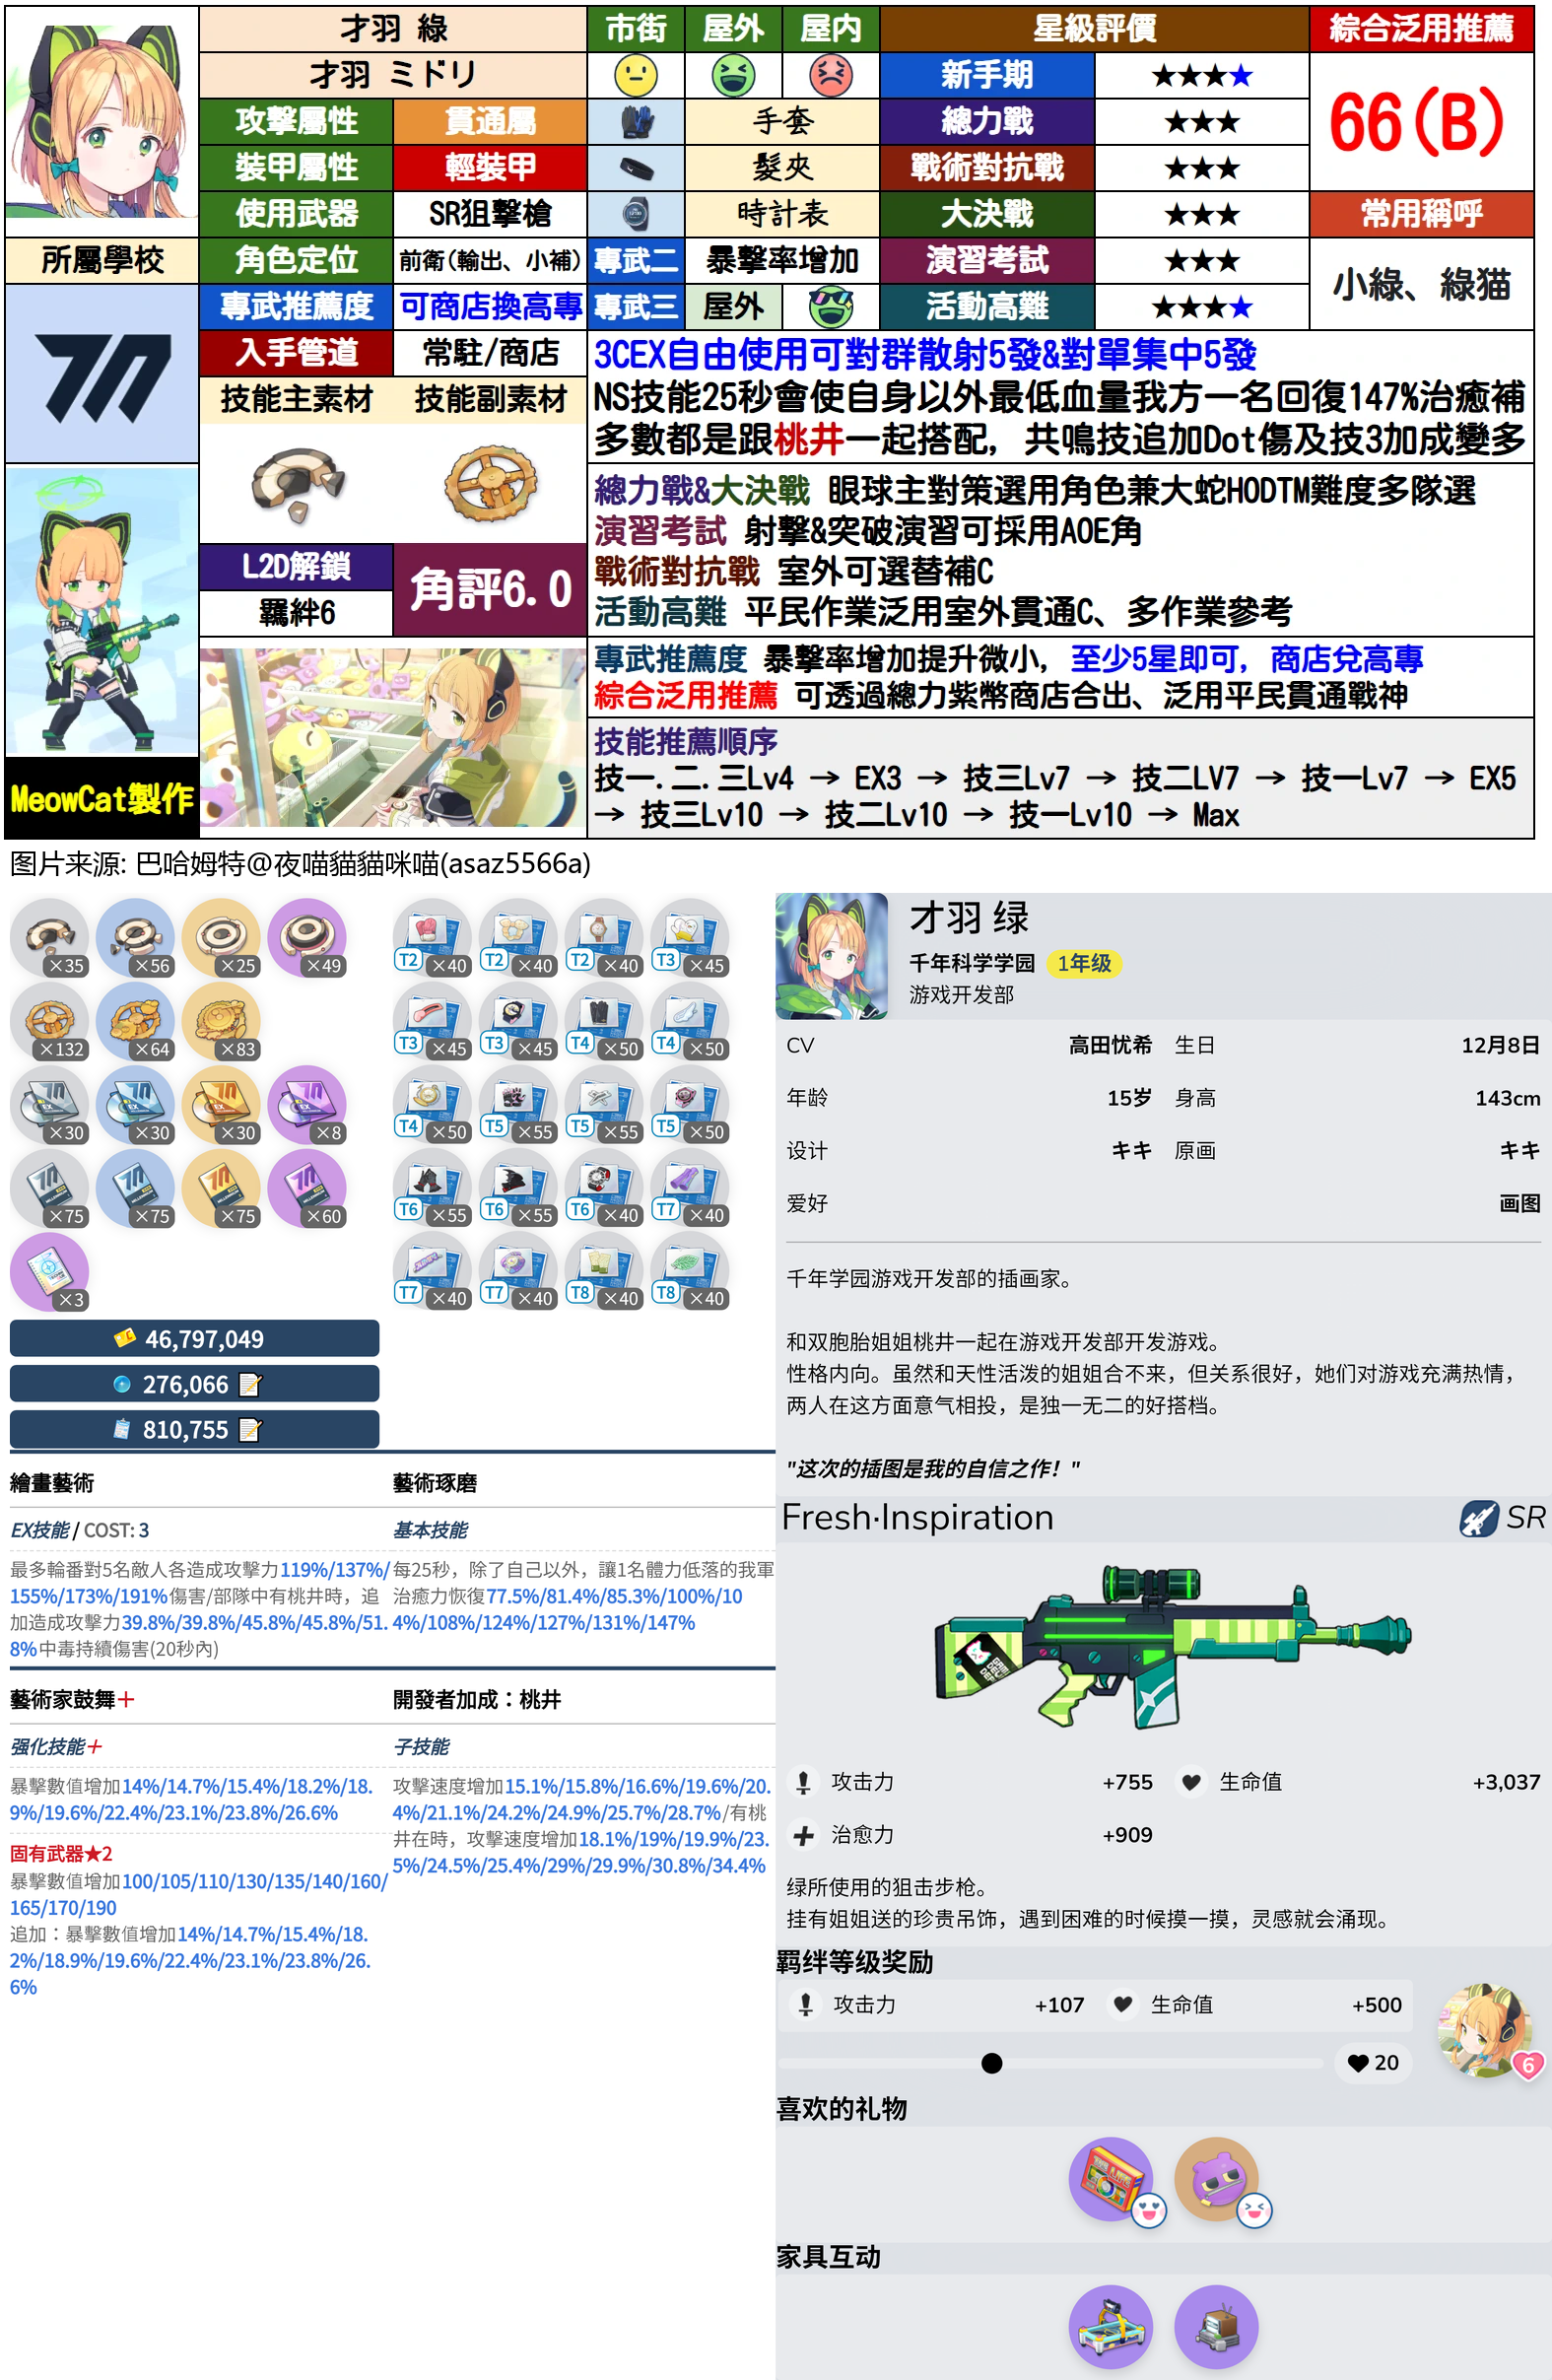 才羽 綠
市街 屋外 屋内
星級評價
綜合泛用推薦
才羽 ミドリ
新手期 ★★★★
66(B)
攻擊屬性 貫通屬
手套
總力戰 ★★★
裝甲屬性 輕裝甲
髮夾
戰術對抗戰 ★★★
使用武器 SR狙擊槍
時計表
大決戰 ★★★
常用稱呼
所屬學校
角色定位 前衛(輸出、小補)
專武二 暴擊率增加
演習考試 ★★★
小綠、綠猫
專武推薦度 可商店換高專
專武三 屋外
活動高難 ★★★★
入手管道 常駐/商店
技能主素材 技能副素材
3CEX自由使用可對群散射5發&對單集中5發
NS技能25秒會使自身以外最低血量我方一名回復147%治癒補
多數都是跟桃井一起搭配, 共鳴技追加Dot傷及技3加成變多
L2D解鎖
羈絆6
角評6.0
總力戰&大決戰 眼球主對策選用角色兼大蛇HODTM難度多隊選
演習考試 射擊&突破演習可採用AOE角
戰術對抗戰 室外可選替補C
活動高難 平民作業泛用室外貫通C、多作業參考
專武推薦度 暴擊率增加提升微小, 至少5星即可, 商店兌高專
綜合泛用推薦 可透過總力紫幣商店合出、泛用平民貫通戰神
技能推薦順序
技一.二.三Lv4 → EX3 → 技三Lv7 → 技二LV7 → 技一Lv7 → EX5
→ 技三Lv10 → 技二Lv10 → 技一Lv10 → Max
MeowCat製作
图片来源: 巴哈姆特@夜喵貓貓咪喵(asaz5566a)
×35 ×56 ×25 ×49
×132 ×64 ×83
×30 ×30 ×30 ×8
×75 ×75 ×75 ×60
×3
46,797,049
276,066
810,755
T2 ×40 T2 ×40 T2 ×40 T3 ×45
T3 ×45 T3 ×45 T4 ×50 T4 ×50
T4 ×50 T5 ×55 T5 ×55 T5 ×50
T6 ×55 T6 ×55 T6 ×40 T7 ×40
T7 ×40 T7 ×40 T8 ×40 T8 ×40
繪畫藝術
EX技能 / COST: 3
最多輪番對5名敵人各造成攻擊力119%/137%/
155%/173%/191%傷害/部隊中有桃井時，追
加造成攻擊力39.8%/39.8%/45.8%/45.8%/51.
8%中毒持續傷害(20秒內)
藝術琢磨
基本技能
每25秒，除了自己以外，讓1名體力低落的我軍
治癒力恢復77.5%/81.4%/85.3%/100%/10
4%/108%/124%/127%/131%/147%
藝術家鼓舞+
强化技能+
暴擊數值增加14%/14.7%/15.4%/18.2%/18.
9%/19.6%/22.4%/23.1%/23.8%/26.6%
固有武器★2
暴擊數值增加100/105/110/130/135/140/160/
165/170/190
追加：暴擊數值增加14%/14.7%/15.4%/18.
2%/18.9%/19.6%/22.4%/23.1%/23.8%/26.
6%
開發者加成：桃井
子技能
攻擊速度增加15.1%/15.8%/16.6%/19.6%/20.
4%/21.1%/24.2%/24.9%/25.7%/28.7%/有桃
井在時，攻擊速度增加18.1%/19%/19.9%/23.
5%/24.5%/25.4%/29%/29.9%/30.8%/34.4%
才羽 绿
千年科学学园 1年级
游戏开发部
CV 高田忧希 生日 12月8日
年龄 15岁 身高 143cm
设计 キキ 原画 キキ
爱好 画图
千年学园游戏开发部的插画家。
和双胞胎姐姐桃井一起在游戏开发部开发游戏。
性格内向。虽然和天性活泼的姐姐合不来，但关系很好，她们对游戏充满热情，
两人在这方面意气相投，是独一无二的好搭档。
"这次的插图是我的自信之作！"
Fresh·Inspiration SR
攻击力 +755 生命值 +3,037
治愈力 +909
绿所使用的狙击步枪。
挂有姐姐送的珍贵吊饰，遇到困难的时候摸一摸，灵感就会涌现。
羁绊等级奖励
攻击力 +107 生命值 +500
20
6
喜欢的礼物
家具互动